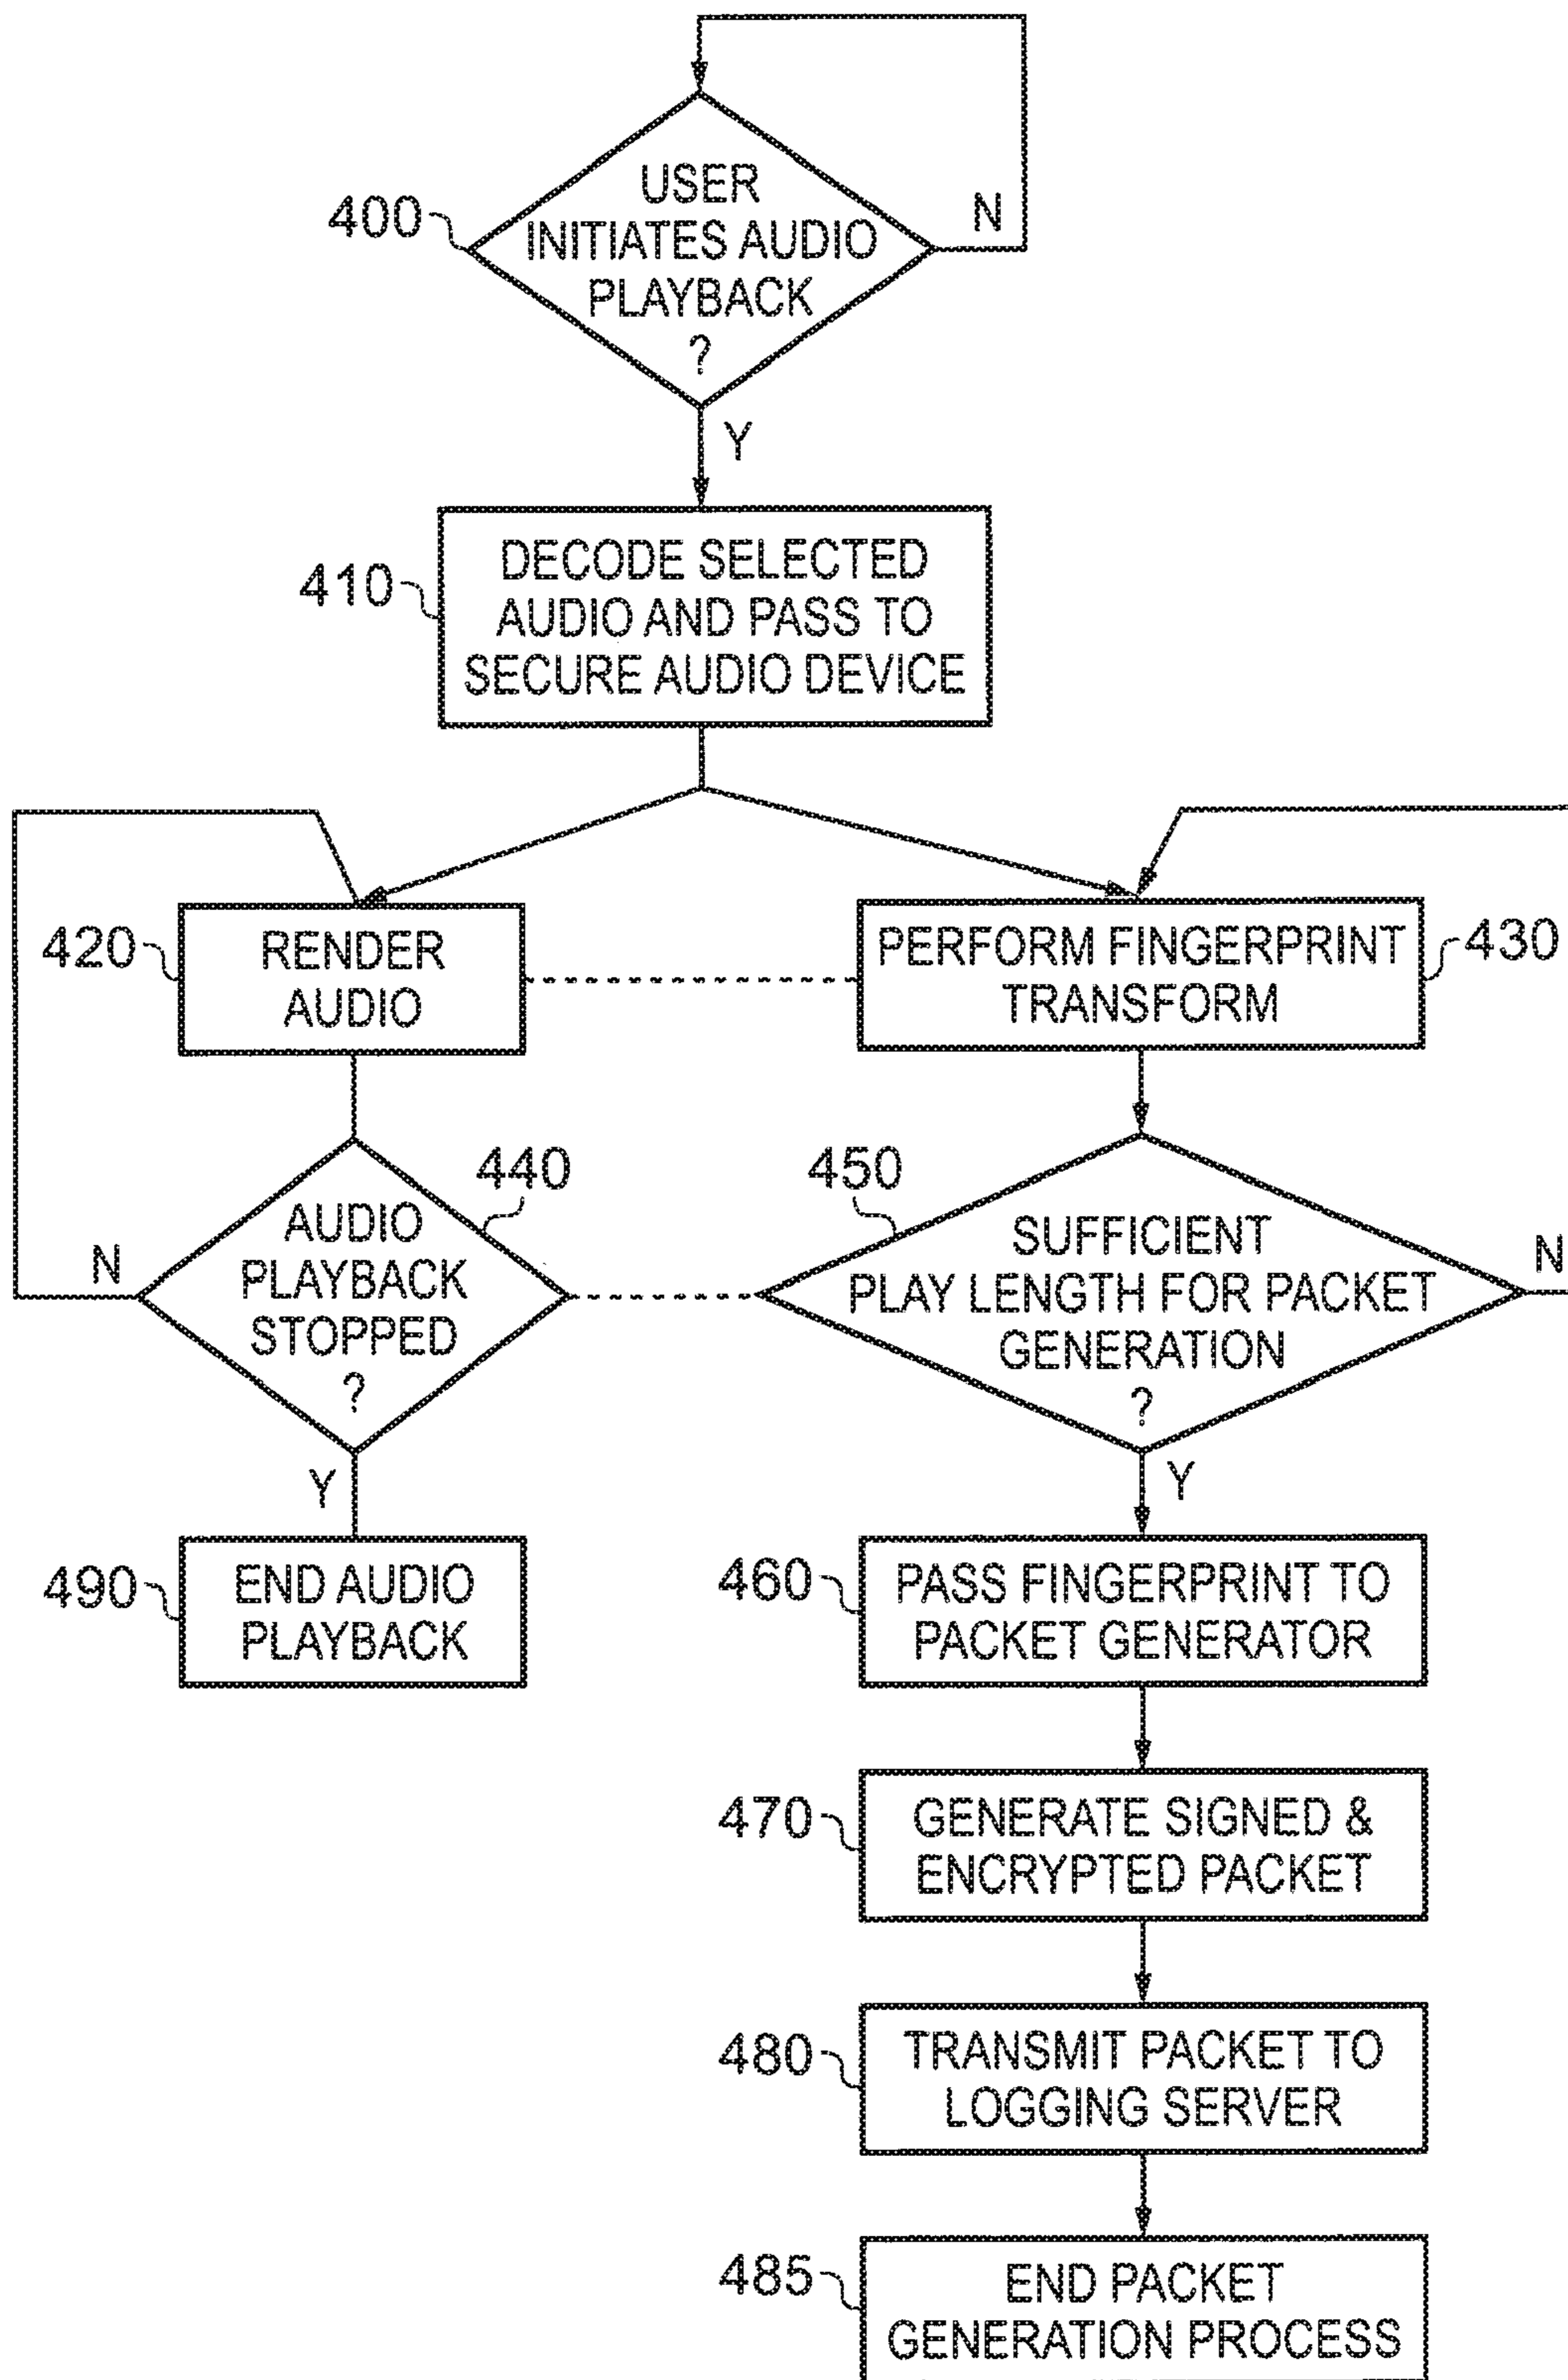 USER
INITIATES AUDIO
PLAYBACK
?
400
N
Y
410
DECODE SELECTED
AUDIO AND PASS TO
SECURE AUDIO DEVICE
420
RENDER
AUDIO
PERFORM FINGERPRINT
TRANSFORM
430
440
AUDIO
PLAYBACK
STOPPED
?
N
Y
450
SUFFICIENT
PLAY LENGTH FOR PACKET
GENERATION
?
N
Y
490
END AUDIO
PLAYBACK
460
PASS FINGERPRINT TO
PACKET GENERATOR
470
GENERATE SIGNED &
ENCRYPTED PACKET
480
TRANSMIT PACKET TO
LOGGING SERVER
485
END PACKET
GENERATION PROCESS